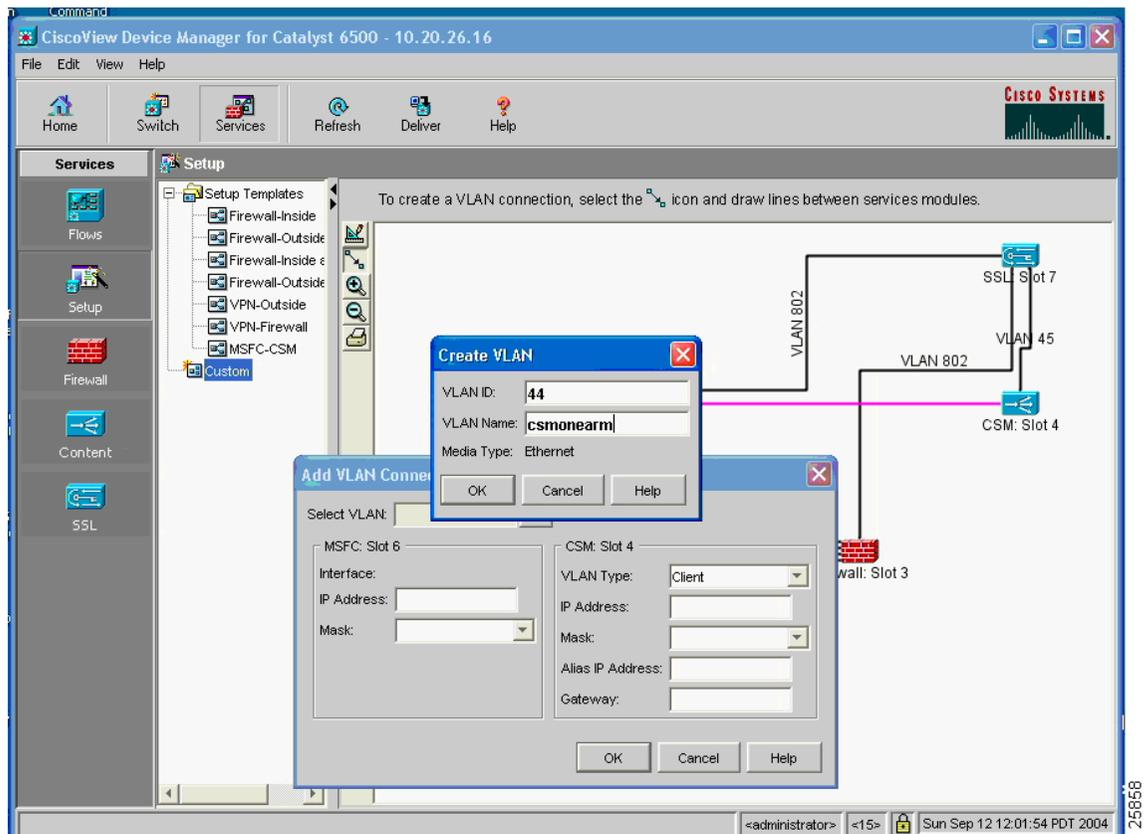 Command
CiscoView Device Manager for Catalyst 6500 - 10.20.26.16
File Edit View Help
Home
Switch
Services
Refresh
Deliver
Help
CISCO SYSTEMS
Services
Setup
Flows
Setup
Firewall
Content
SSL
Setup Templates
Firewall-Inside
Firewall-Outside
Firewall-Inside
Firewall-Outside
VPN-Outside
VPN-Firewall
MSFC-CSM
Custom
To create a VLAN connection, select the icon and draw lines between services modules.
SSL: Slot 7
VLAN 802
VLAN 45
VLAN 802
CSM: Slot 4
wall: Slot 3
Create VLAN
VLAN ID: 44
VLAN Name: csmonearm
Media Type: Ethernet
OK Cancel Help
Add VLAN Conne
Select VLAN:
MSFC: Slot 6
Interface:
IP Address:
Mask:
CSM: Slot 4
VLAN Type: Client
IP Address:
Mask:
Alias IP Address:
Gateway:
OK Cancel Help
<administrator> <15> Sun Sep 12 12:01:54 PDT 2004
25858